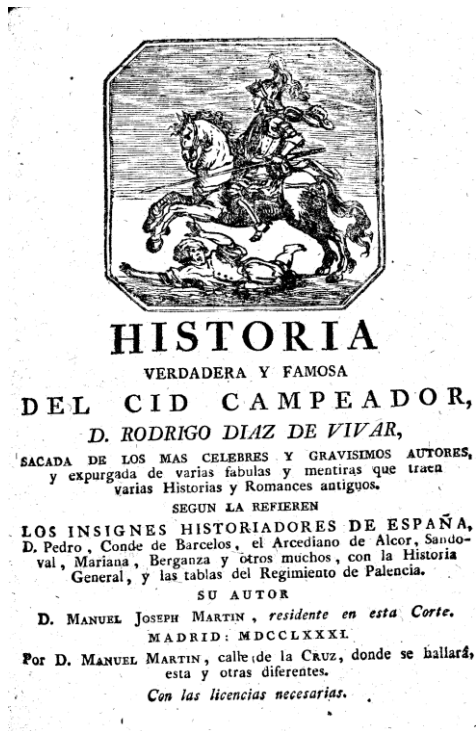 HISTORIA
VERDADERA Y FAMOSA
DEL CID CAMPEADOR,
D. RODRIGO DIAZ DE VIVAR,
SACADA DE LOS MAS CELEBRES Y GRAVISIMOS AUTORES,
y expurgada de varias fabulas y mentiras que traen
varias Historias y Romances antiguos.
SEGUN LA REFIEREN
LOS INSIGNES HISTORIADORES DE ESPAÑA,
D. Pedro, Conde de Barcelos, el Arcediano de Alcor, Sando-
val, Mariana, Berganza y otros muchos, con la Historia
General, y las tablas del Regimiento de Palencia.
SU AUTOR
D. MANUEL JOSEPH MARTIN, residente en esta Corte.
MADRID: MDCCLXXXI.
Por D. MANUEL MARTIN, calle de la CRUZ, donde se hallará,
esta y otras diferentes.
Con las licencias necesarias.